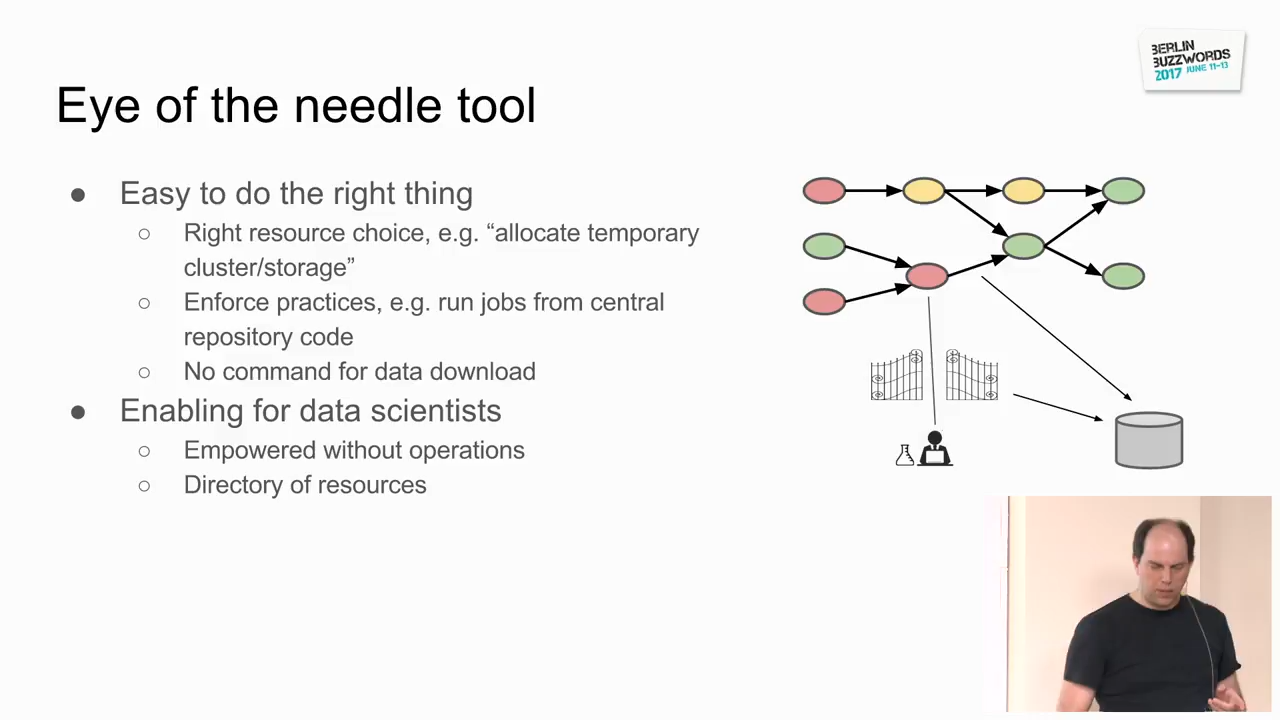 BERLIN
BUZZWORDS
2017 JUNE 11-13
Eye of the needle tool
● Easy to do the right thing
○ Right resource choice, e.g. “allocate temporary
cluster/storage”
○ Enforce practices, e.g. run jobs from central
repository code
○ No command for data download
● Enabling for data scientists
○ Empowered without operations
○ Directory of resources